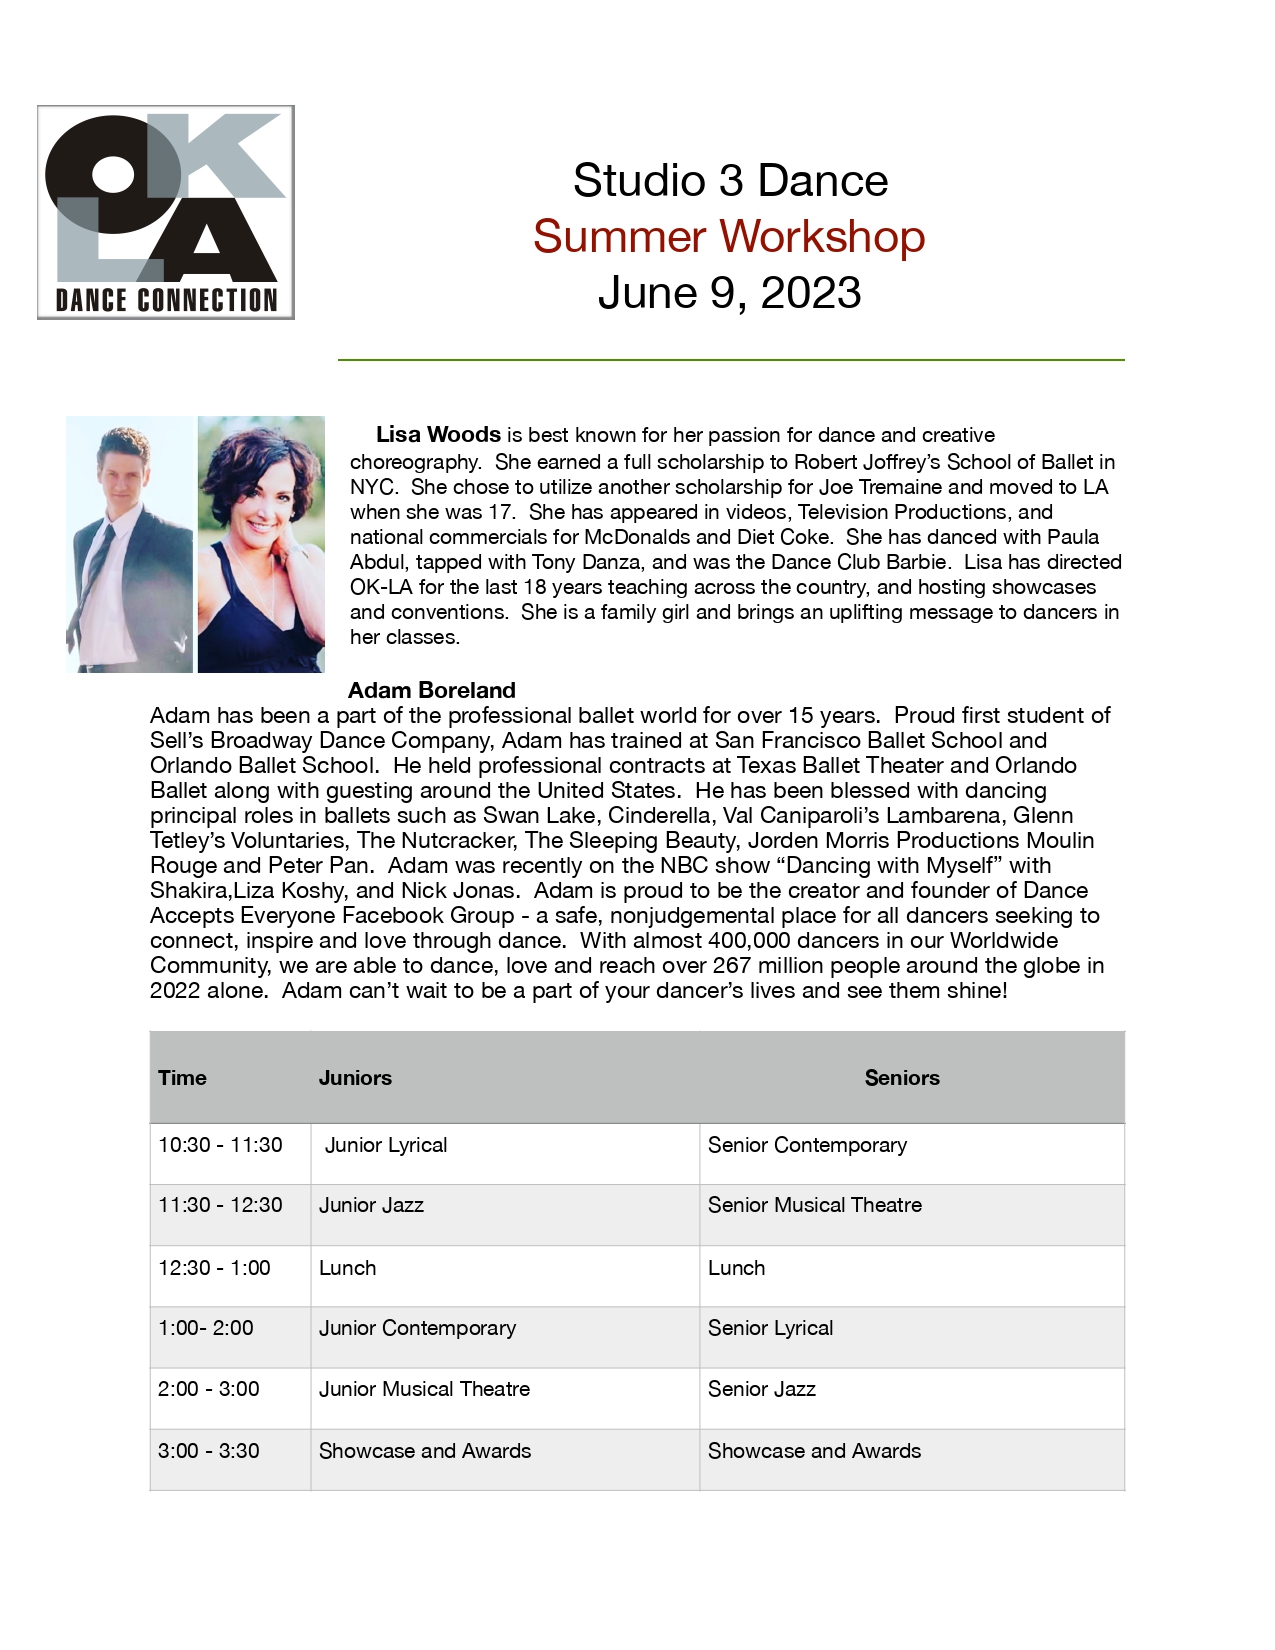 OK
LA
DANCE CONNECTION
Studio 3 Dance
Summer Workshop
June 9, 2023
Lisa Woods is best known for her passion for dance and creative
choreography.  She earned a full scholarship to Robert Joffrey’s School of Ballet in
NYC.  She chose to utilize another scholarship for Joe Tremaine and moved to LA
when she was 17.  She has appeared in videos, Television Productions, and
national commercials for McDonalds and Diet Coke.  She has danced with Paula
Abdul, tapped with Tony Danza, and was the Dance Club Barbie.  Lisa has directed
OK-LA for the last 18 years teaching across the country, and hosting showcases
and conventions.  She is a family girl and brings an uplifting message to dancers in
her classes.
Adam Boreland
Adam has been a part of the professional ballet world for over 15 years.  Proud first student of
Sell’s Broadway Dance Company, Adam has trained at San Francisco Ballet School and
Orlando Ballet School.  He held professional contracts at Texas Ballet Theater and Orlando
Ballet along with guesting around the United States.  He has been blessed with dancing
principal roles in ballets such as Swan Lake, Cinderella, Val Caniparoli’s Lambarena, Glenn
Tetley’s Voluntaries, The Nutcracker, The Sleeping Beauty, Jorden Morris Productions Moulin
Rouge and Peter Pan.  Adam was recently on the NBC show “Dancing with Myself” with
Shakira,Liza Koshy, and Nick Jonas.  Adam is proud to be the creator and founder of Dance
Accepts Everyone Facebook Group - a safe, nonjudgemental place for all dancers seeking to
connect, inspire and love through dance.  With almost 400,000 dancers in our Worldwide
Community, we are able to dance, love and reach over 267 million people around the globe in
2022 alone.  Adam can’t wait to be a part of your dancer’s lives and see them shine!
Time Juniors Seniors
10:30 - 11:30 Junior Lyrical Senior Contemporary
11:30 - 12:30 Junior Jazz Senior Musical Theatre
12:30 - 1:00 Lunch Lunch
1:00- 2:00 Junior Contemporary Senior Lyrical
2:00 - 3:00 Junior Musical Theatre Senior Jazz
3:00 - 3:30 Showcase and Awards Showcase and Awards